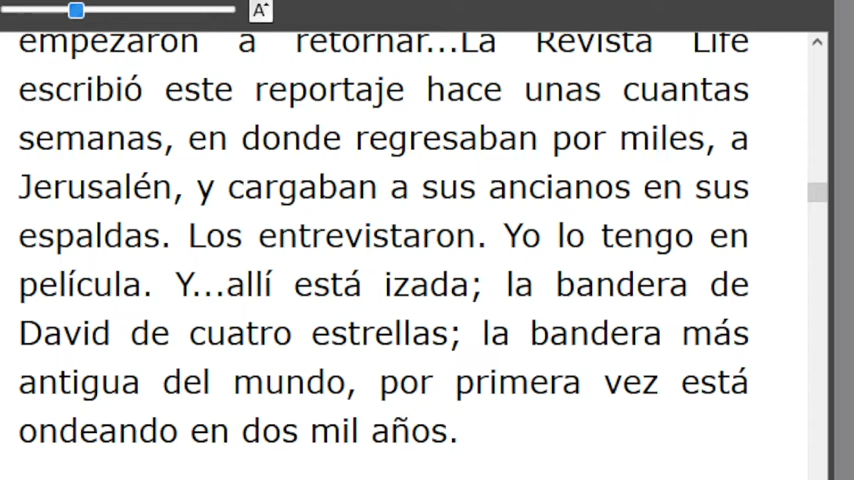 A
empezaron a retornar...La Revista Life
escribió este reportaje hace unas cuantas
semanas, en donde regresaban por miles, a
Jerusalén, y cargaban a sus ancianos en sus
espaldas. Los entrevistaron. Yo lo tengo en
película. Y...allí está izada; la bandera de
David de cuatro estrellas; la bandera más
antigua del mundo, por primera vez está
ondeando en dos mil años.